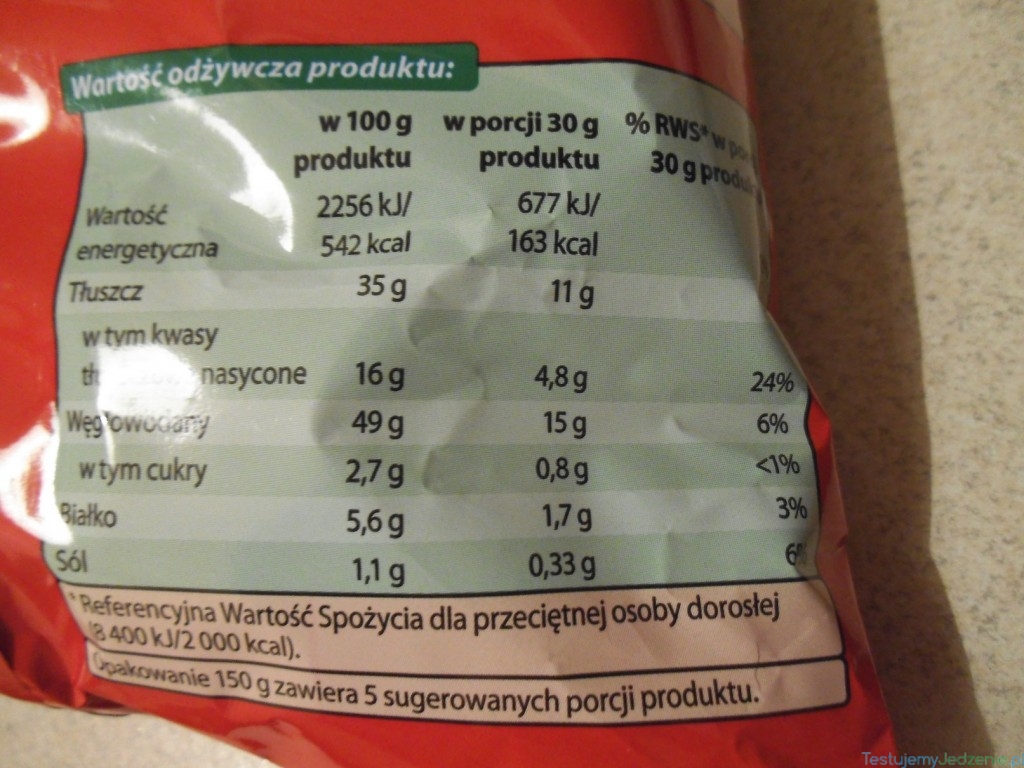 Wartość odżywcza produktu:
w 100 g w porcji 30 g % RWS* w
produktu produktu 30 g
Wartość 2256 kJ/ 677 kJ/
energetyczna 542 kcal 163 kcal
Tłuszcz 35 g 11 g
w tym kwasy
nasycone 16 g 4,8 g 24%
Węglowodany 49 g 15 g 6%
w tym cukry 2,7 g 0,8 g <1%
Białko 5,6 g 1,7 g 3%
Sól 1,1 g 0,33 g
*Referencyjna Wartość Spożycia dla przeciętnej osoby dorosłej
(8 400 kJ/2 000 kcal).
Opakowanie 150 g zawiera 5 sugerowanych porcji produktu.